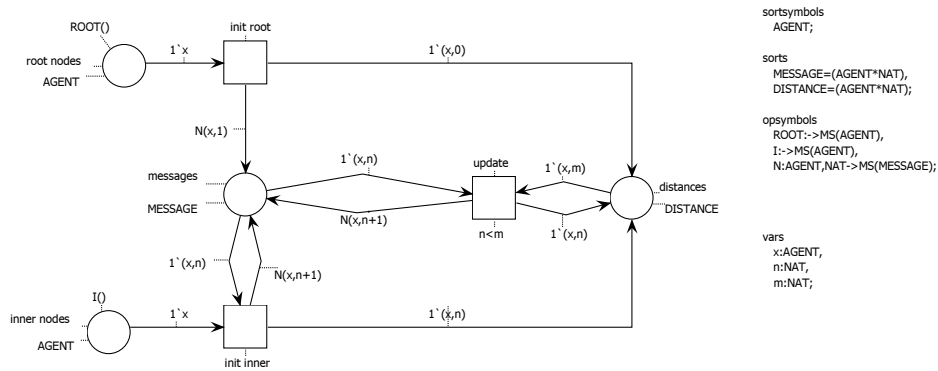 ROOT()
init root
1`x
1`(x,0)
root nodes
AGENT
N(x,1)
1`(x,n)
update
1`(x,m)
messages
distances
MESSAGE
DISTANCE
N(x,n+1)
n<m
1`(x,n)
1`(x,n)
N(x,n+1)
I()
inner nodes
1`x
1`(x,n)
AGENT
init inner
sortsymbols
AGENT;
sorts
MESSAGE=(AGENT*NAT),
DISTANCE=(AGENT*NAT);
opsymbols
ROOT:->MS(AGENT),
I:->MS(AGENT),
N:AGENT,NAT->MS(MESSAGE);
vars
x:AGENT,
n:NAT,
m:NAT;